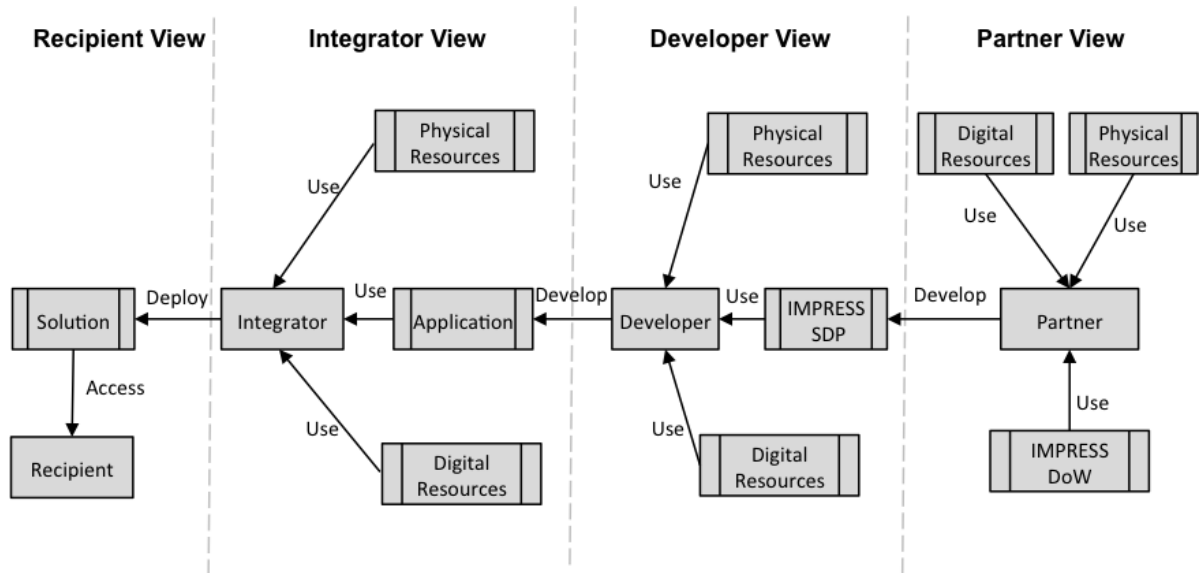 Recipient View
Integrator View
Developer View
Partner View
Physical
Resources
Physical
Resources
Digital
Resources
Physical
Resources
Use
Use
Use
Use
Deploy
Use
Develop
Use
Develop
Solution
Integrator
Application
Developer
IMPRESS
SDP
Partner
Access
Use
Use
Use
Recipient
Digital
Resources
Digital
Resources
IMPRESS
DoW